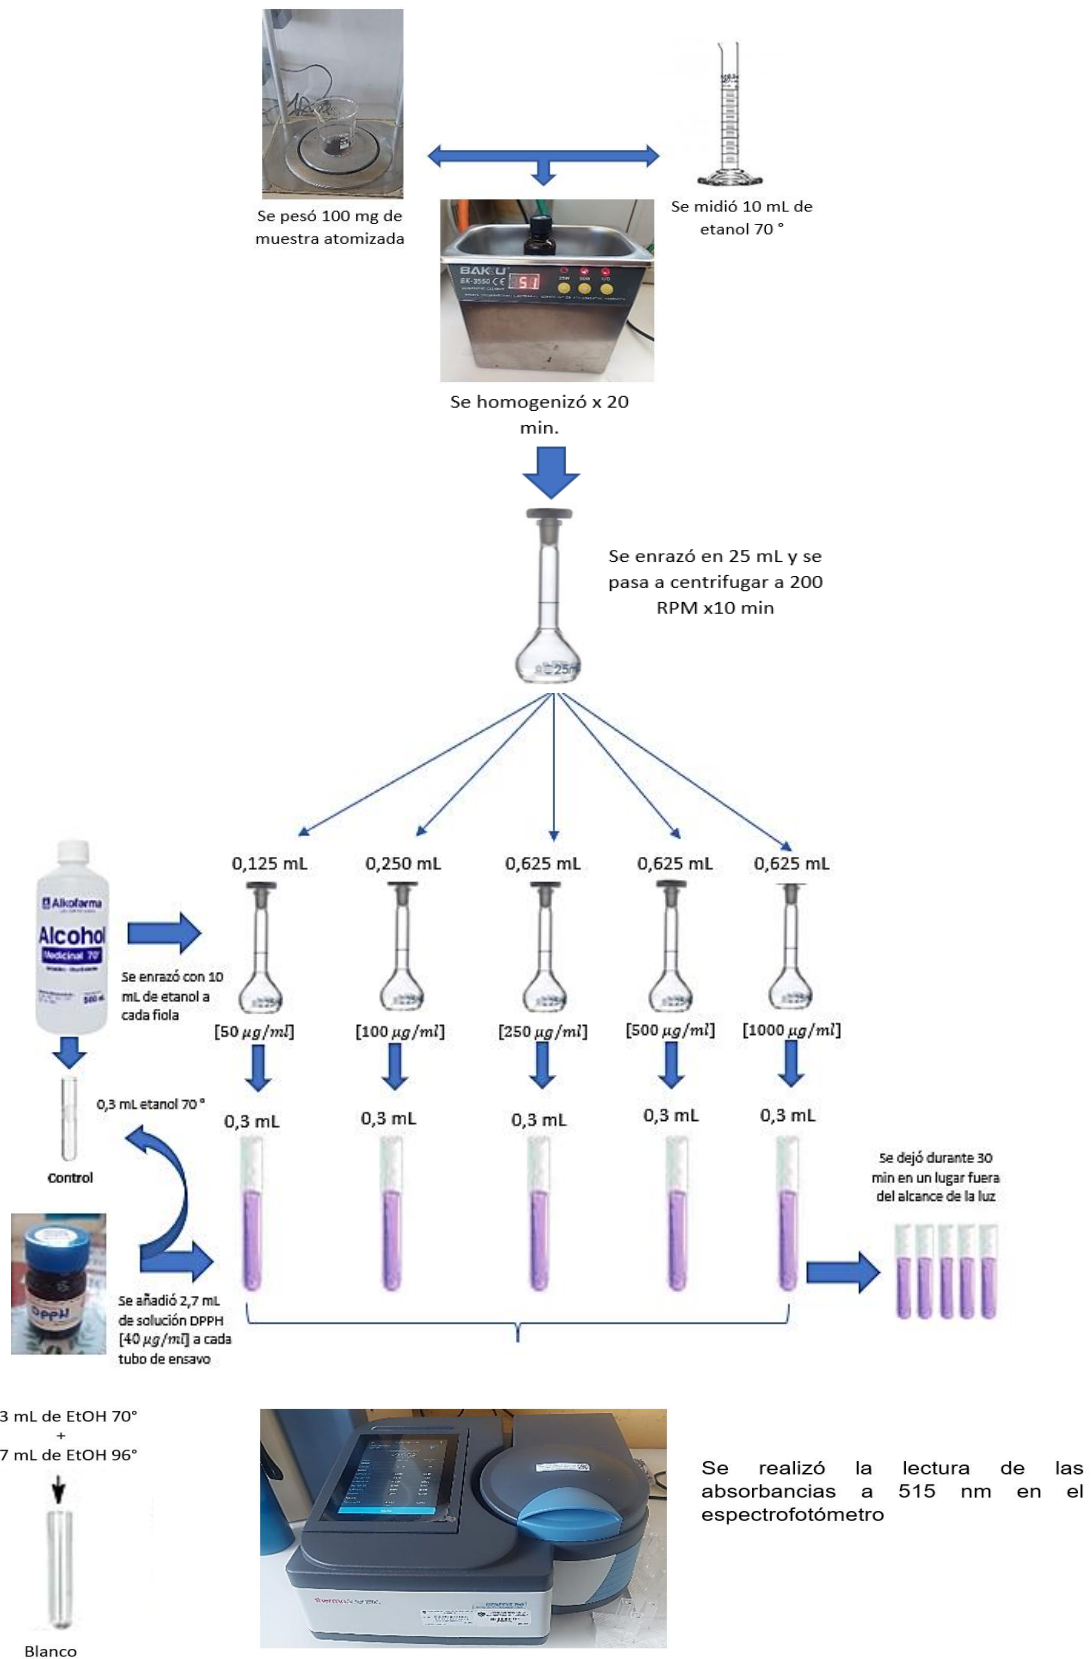 Se pesó 100 mg de
muestra atomizada
Se midió 10 mL de
etanol 70 °
BAKU
BK-3550 CE
51
Se homogenizó x 20
min.
Se enrazó en 25 mL y se
pasa a centrifugar a 200
RPM x10 min
0,125 mL
0,250 mL
0,625 mL
0,625 mL
0,625 mL
Alkofarma
Alcohol
Medicinal 70°
Se enrazó con 10
mL de etanol a
cada fiola
[50 μg/ml]
[100 μg/ml]
[250 μg/ml]
[500 μg/ml]
[1000 μg/ml]
0,3 mL etanol 70 °
Control
0,3 mL
0,3 mL
0,3 mL
0,3 mL
0,3 mL
Se dejó durante 30
min en un lugar fuera
del alcance de la luz
DPPH
Se añadió 2,7 mL
de solución DPPH
[40 μg/ml] a cada
tubo de ensavo
3 mL de EtOH 70°
+
7 mL de EtOH 96°
Blanco
Se realizó la lectura de las
absorbancias a 515 nm en el
espectrofotómetro